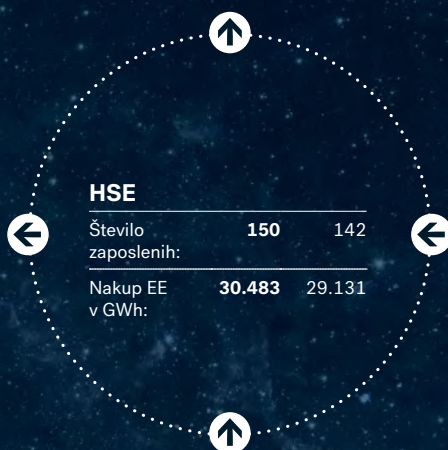 HSE
Število 150 142
zaposlenih:
Nakup EE 30.483 29.131
v GWh: